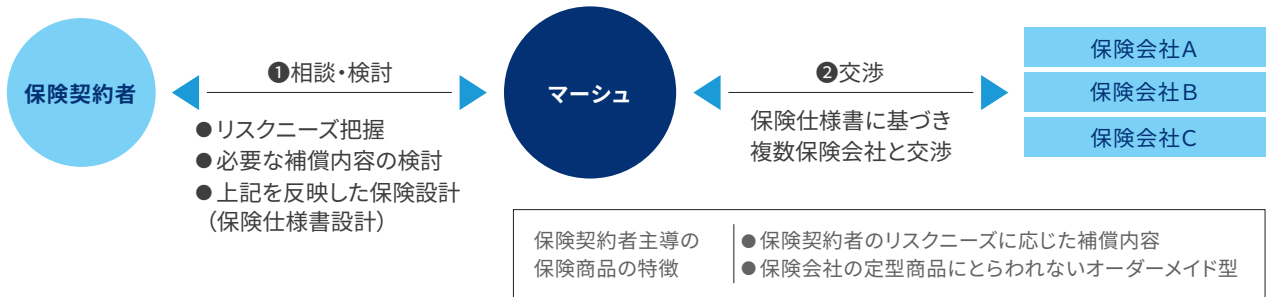 保険契約者
❶相談・検討
●リスクニーズ把握
●必要な補償内容の検討
●上記を反映した保険設計
（保険仕様書設計）
マーシュ
❷交渉
保険仕様書に基づき
複数保険会社と交渉
保険会社A
保険会社B
保険会社C
保険契約者主導の
保険商品の特徴
●保険契約者のリスクニーズに応じた補償内容
●保険会社の定型商品にとらわれないオーダーメイド型